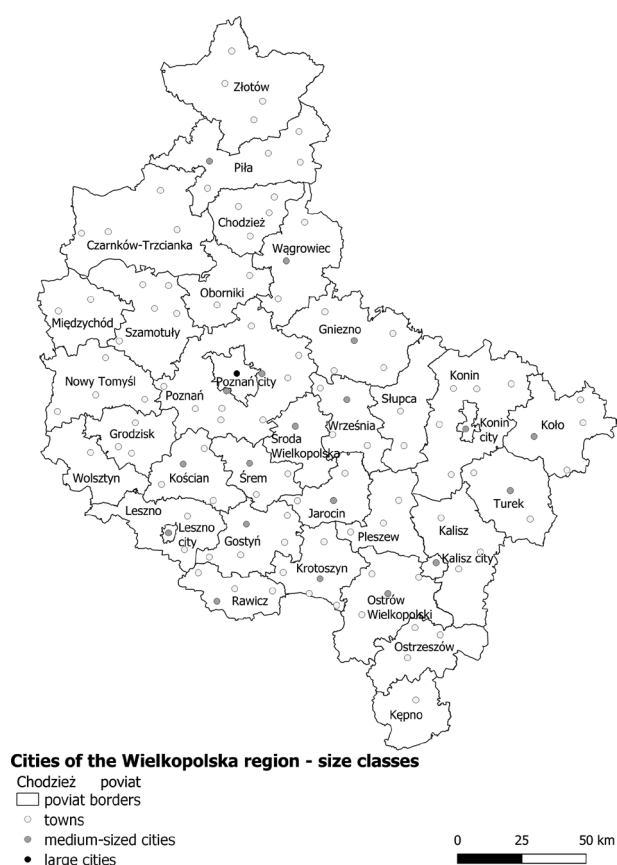 Złotów
Piła
Chodzież
Czarnków-Trzcianka
Wągrowiec
Oborniki
Międzychód
Szamotuły
Gniezno
Nowy Tomyśl
Poznań city
Poznań
Konin
Słupca
Grodzisk
Środa
Wielkopolska
Września
Konin
city
Koło
Wolsztyn
Kościan
Śrem
Turek
Leszno
Jarocin
Leszno
city
Gostyń
Pleszew
Kalisz
Kalisz city
Krotoszyn
Rawicz
Ostrów
Wielkopolski
Ostrzeszów
Kępno
Cities of the Wielkopolska region - size classes
Chodzież poviat
poviat borders
towns
medium-sized cities
large cities
0 25 50 km